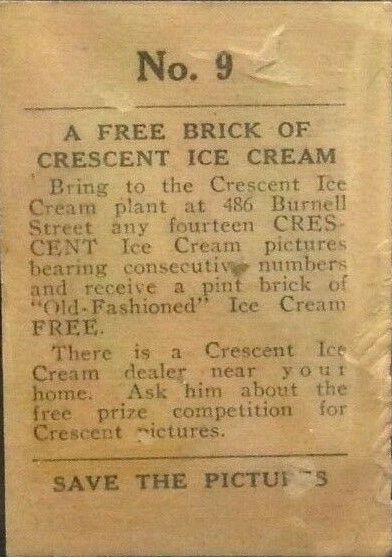 No. 9
A FREE BRICK OF
CRESCENT ICE CREAM
Bring to the Crescent Ice
Cream plant at 486 Burnell
Street any fourteen CRES-
CENT Ice Cream pictures
bearing consecutive numbers
and receive a pint brick of
"Old-Fashioned" Ice Cream
FREE.
There is a Crescent Ice
Cream dealer near your
home. Ask him about the
free prize competition for
Crescent pictures.
SAVE THE PICTURES